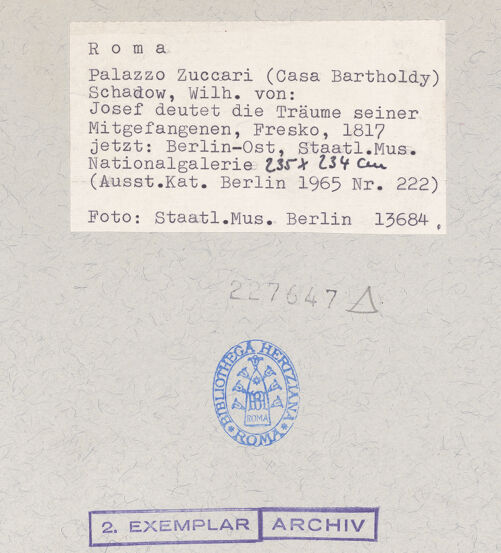 Roma
Palazzo Zuccari (Casa Bartholdy)
Schadow, Wilh. von:
Josef deutet die Träume seiner
Mitgefangenen, Fresko, 1817
jetzt: Berlin-Ost, Staatl.Mus.
Nationalgalerie 235 x 234 cm
(Ausst.Kat. Berlin 1965 Nr. 222)
Foto: Staatl.Mus. Berlin 13684
227647 Δ
BIBLIOTHECA HERTZIANA
ROMA
* ROMA *
2. EXEMPLAR ARCHIV